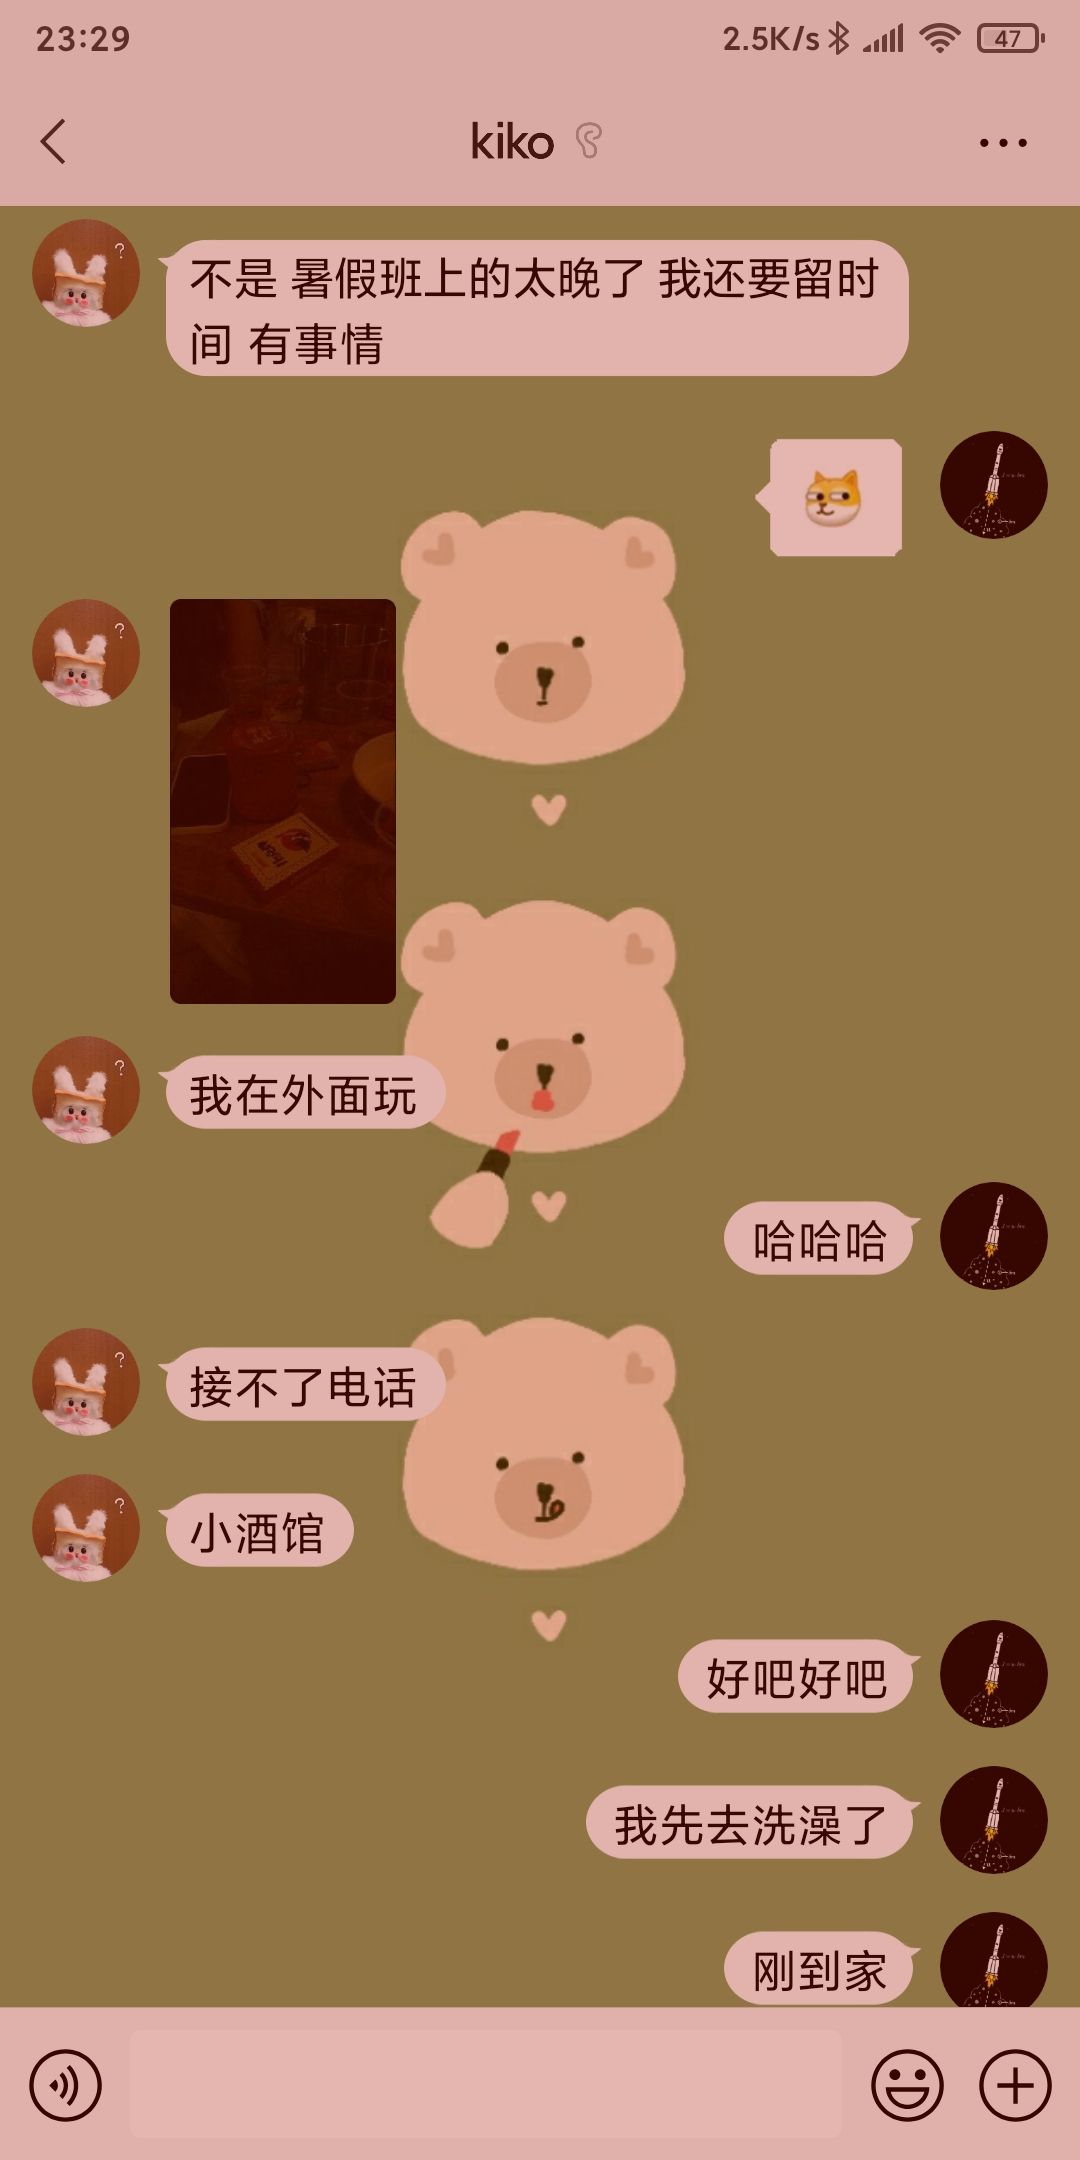 23:29
2.5K/s
47
kiko
不是 暑假班上的太晚了 我还要留时
间 有事情
?
?
我在外面玩
?
哈哈哈
接不了电话
?
小酒馆
?
好吧好吧
我先去洗澡了
刚到家